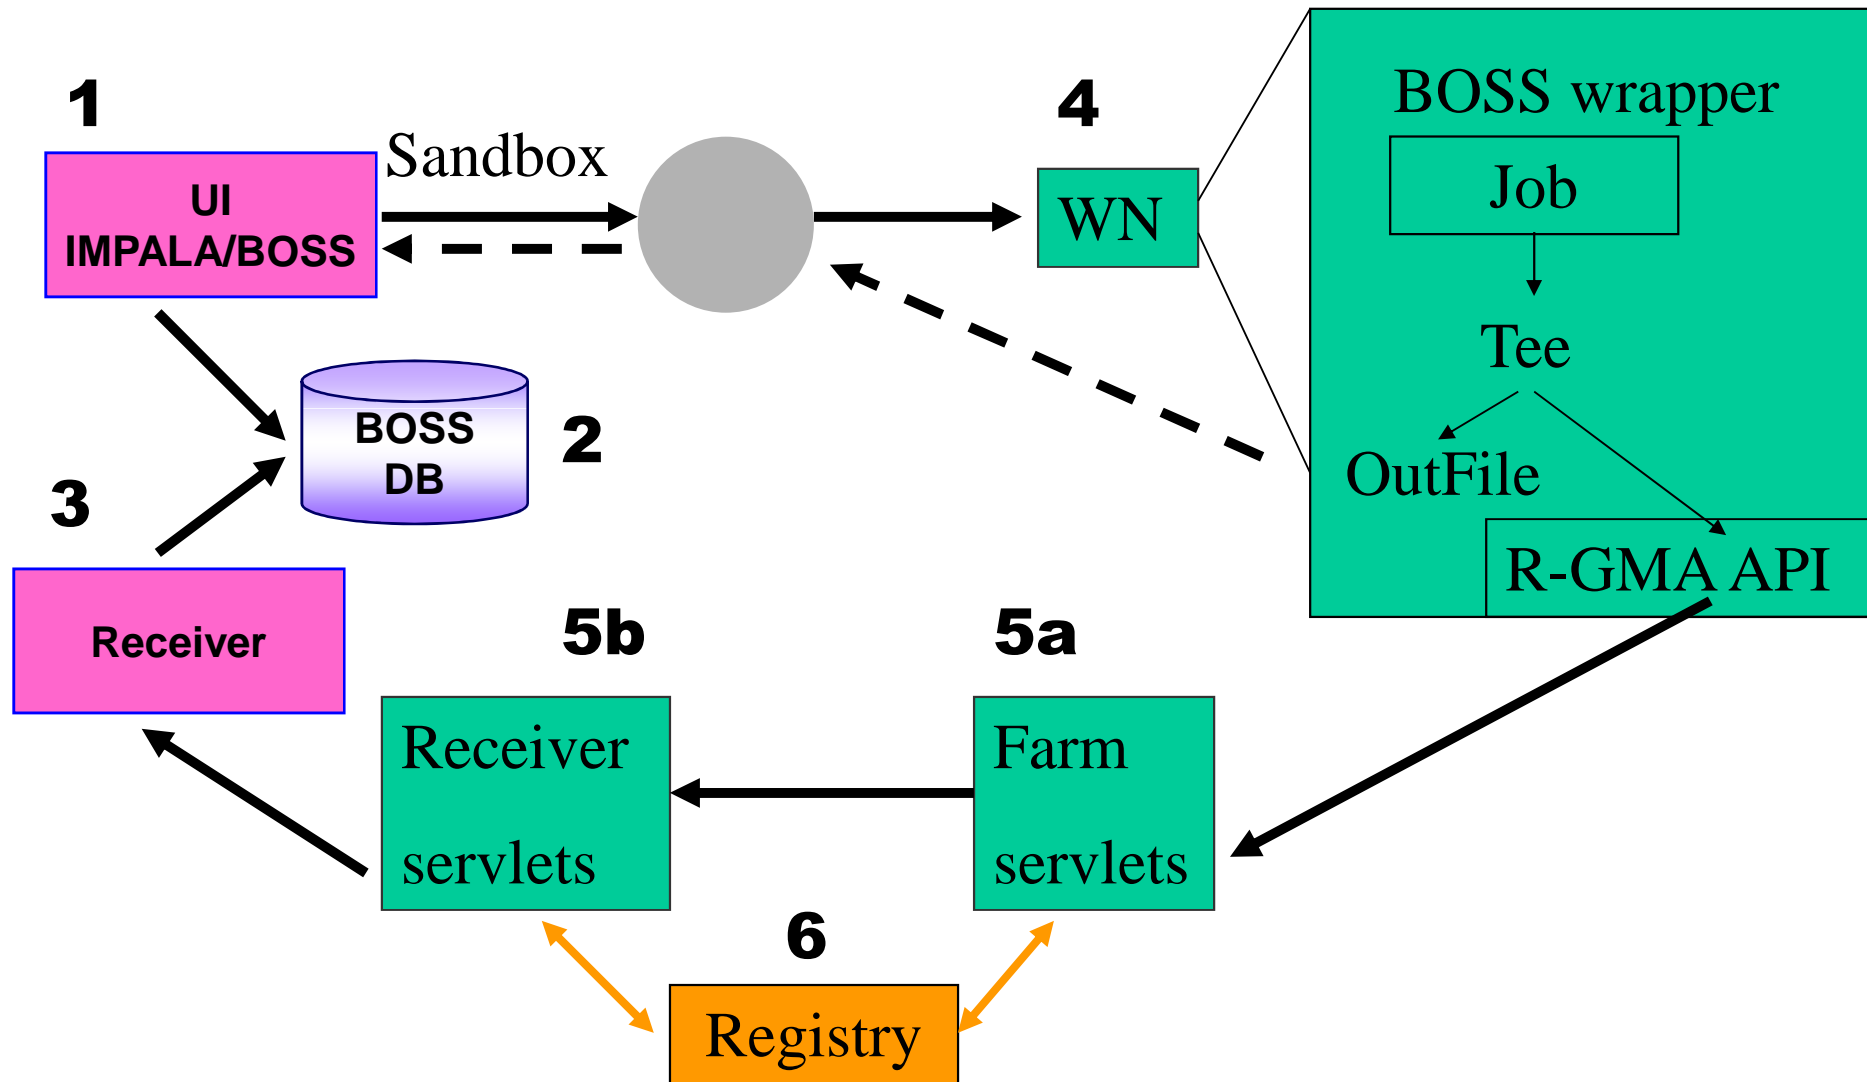 1
Sandbox
UI
IMPALA/BOSS
4
WN
BOSS wrapper
Job
Tee
OutFile
R-GMA API
BOSS
DB
2
3
Receiver
5b
Receiver
servlets
5a
Farm
servlets
6
Registry